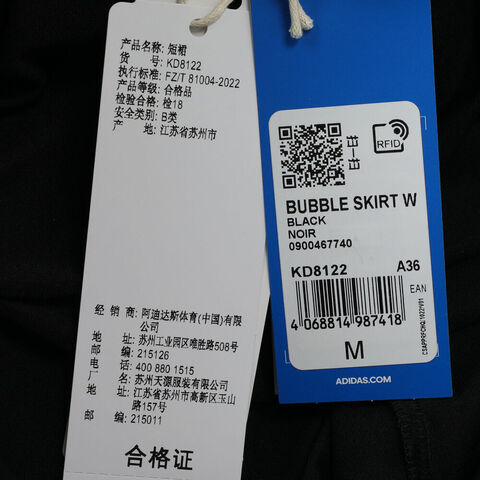 产品名称: 短裙
货 号: KD8122
执行标准: FZ/T 81004-2022
产品等级: 合格品
检验合格: 检18
安全类别: B类
产 地: 江苏省苏州市
经 销 商: 阿迪达斯体育(中国)有限
公司
地址: 苏州工业园区唯胜路508号
邮编: 215126
电话: 400 880 1515
厂名: 苏州天源服装有限公司
地址: 江苏省苏州市高新区玉山
路157号
邮编: 215011
合格证
扫一扫
RFID
BUBBLE SKIRT W
BLACK
NOIR
0900467740
KD8122 A36
EAN
4 068814 987418
M
ADIDAS.COM